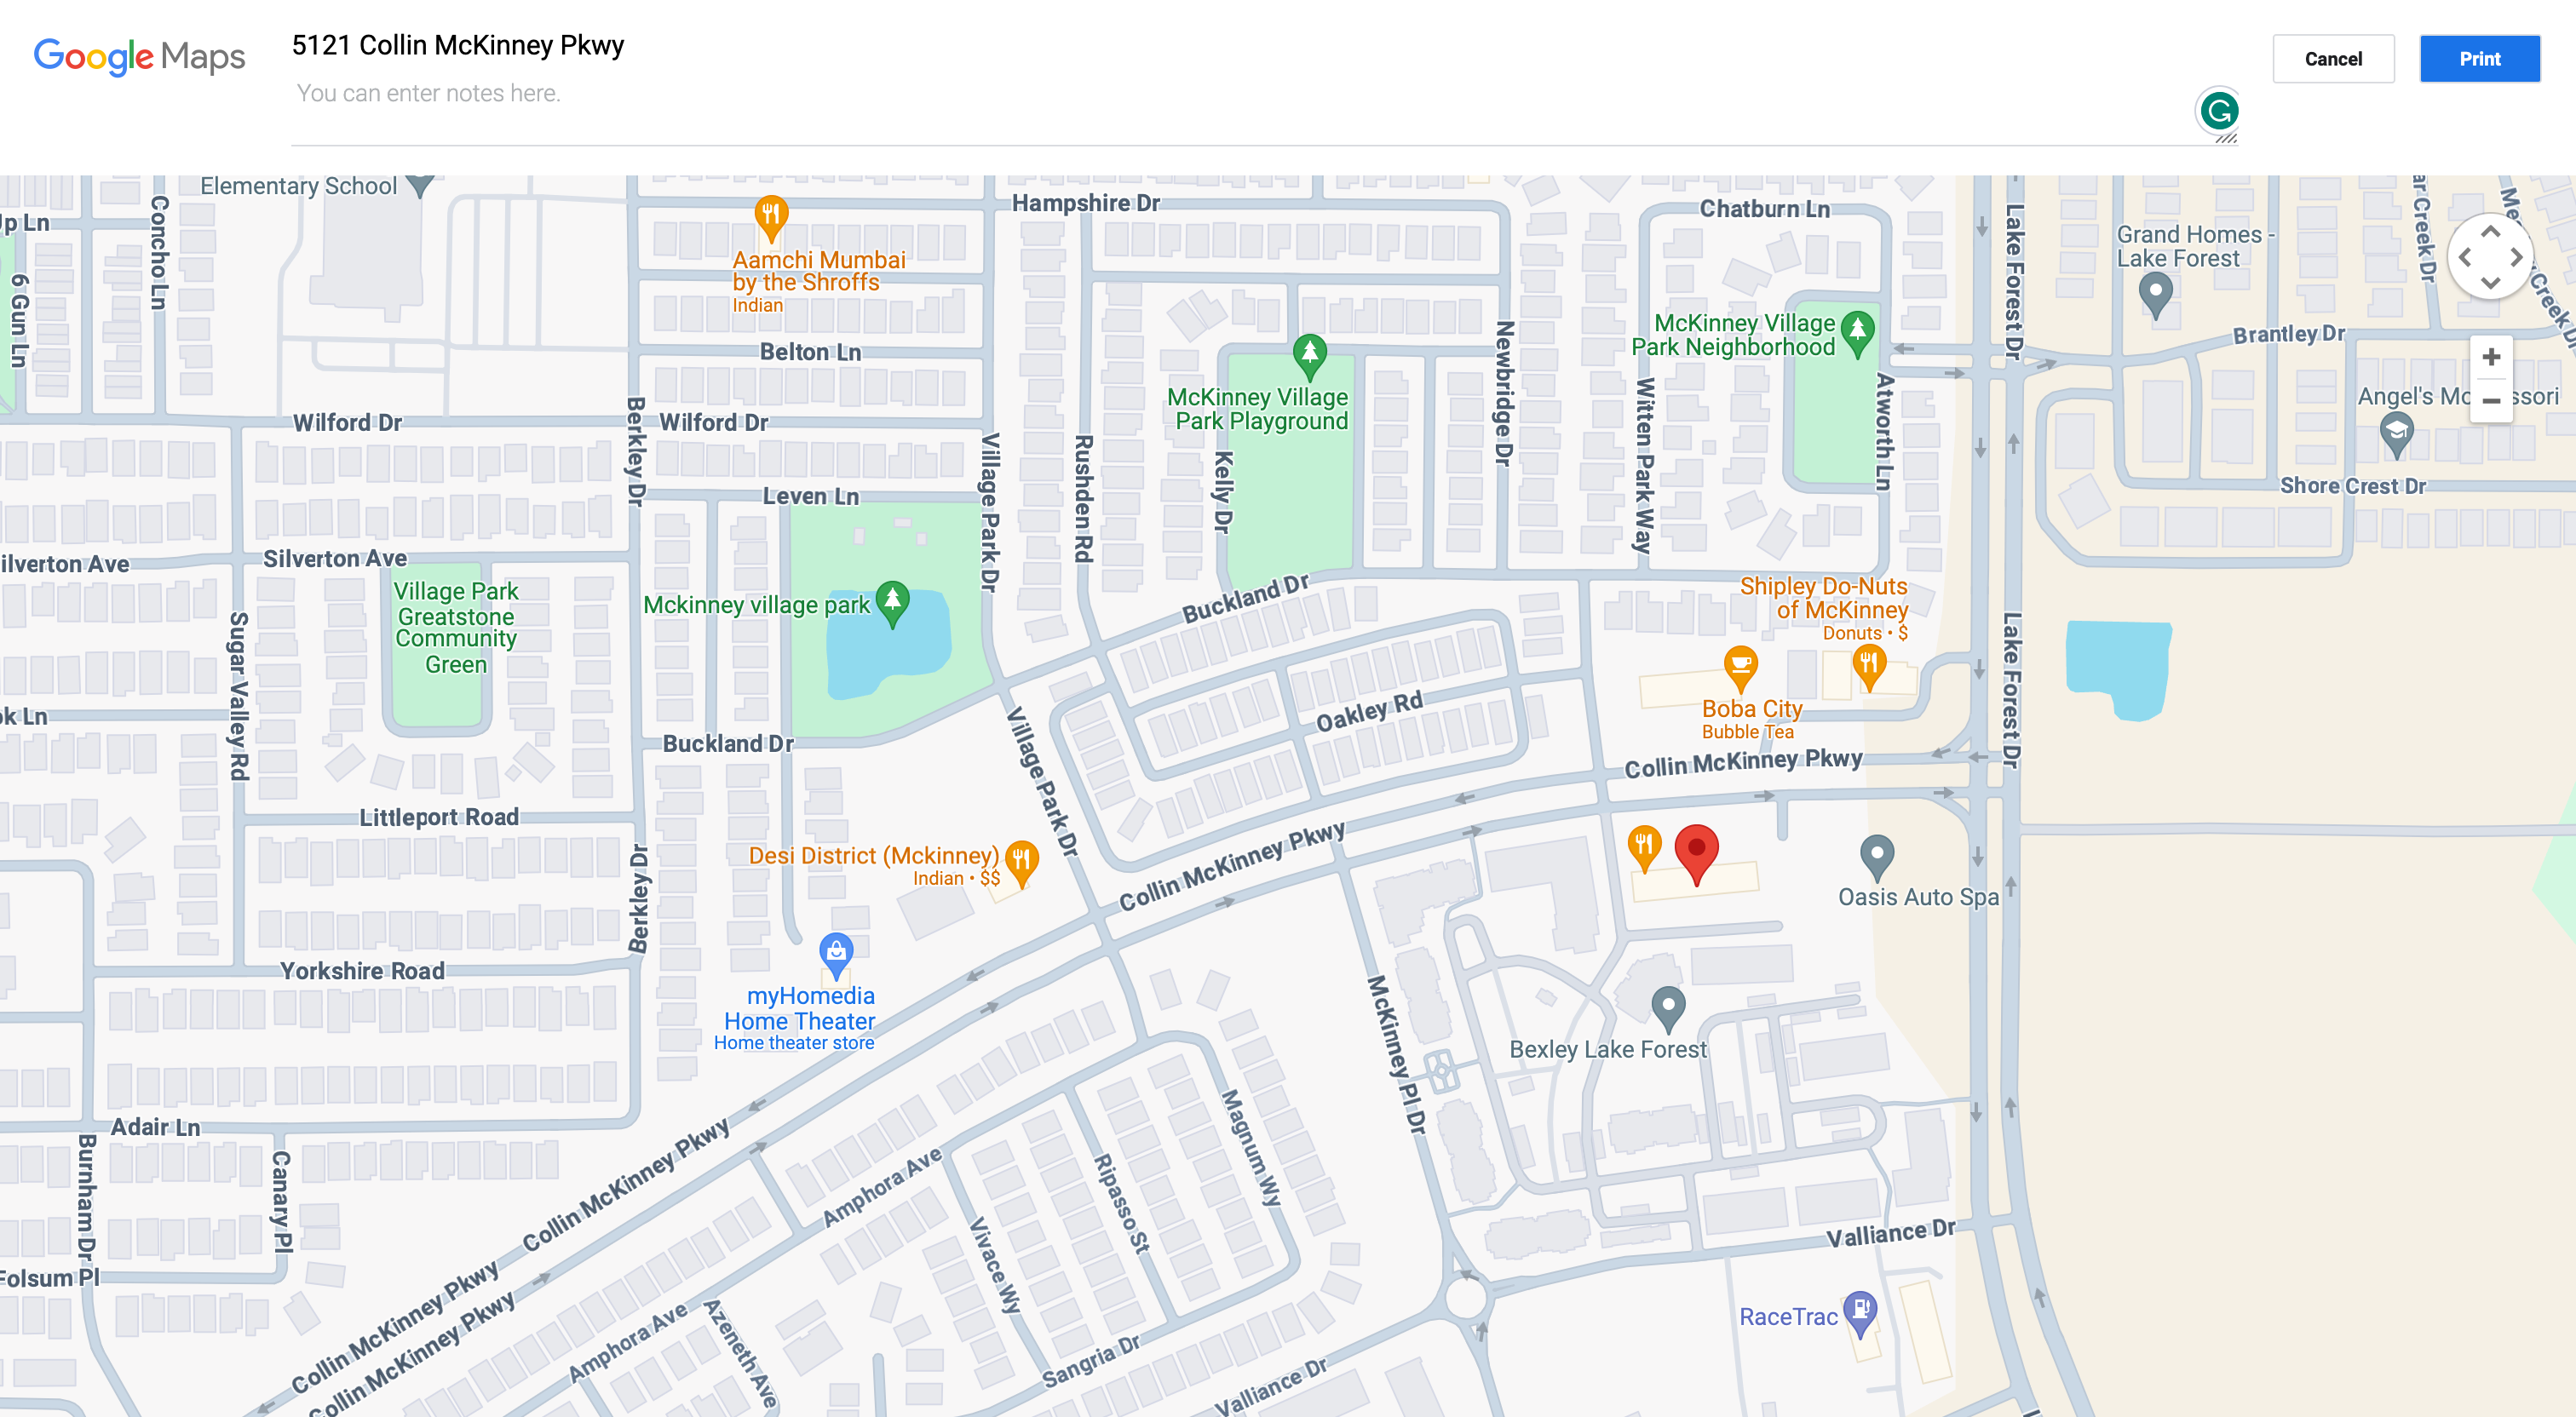 Google Maps
5121 Collin McKinney Pkwy
You can enter notes here.
Cancel
Print
Elementary School
Concho Ln
6 Gun Ln
Hampshire Dr
Aamchi Mumbai
by the Shroffs
Indian
Chatburn Ln
Lake Forest Dr
Grand Homes -
Lake Forest
Brantley Dr
Belton Ln
McKinney Village
Park Neighborhood
McKinney Village
Park Playground
Newbridge Dr
Witten Park Way
Atworth Ln
Angel's
Shore Crest Dr
Wilford Dr
Wilford Dr
Berkley Dr
Village Park Dr
Rushden Rd
Kelly Dr
Leven Ln
Silverton Ave
Village Park
Greatstone
Community
Green
Mckinney village park
Buckland Dr
Shipley Do-Nuts
of McKinney
Donuts • $
Sugar Valley Rd
Lake Forest Dr
Boba City
Bubble Tea
Oakley Rd
Buckland Dr
Village Park Dr
Collin McKinney Pkwy
Littleport Road
Collin McKinney Pkwy
Desi District (Mckinney)
Indian • $$
Oasis Auto Spa
Berkley Dr
Yorkshire Road
myHomedia
Home Theater
Home theater store
McKinney Pl Dr
Bexley Lake Forest
Adair Ln
Burnham Dr
Canary Pl
Collin McKinney Pkwy
Amphora Ave
Magnum Wy
Ripasso St
Vivace Wy
Valliance Dr
Folsum Pl
Collin McKinney Pkwy
Collin McKinney Pkwy
Amphora Ave
Azeneth Ave
Sangria Dr
Valliance Dr
RaceTrac